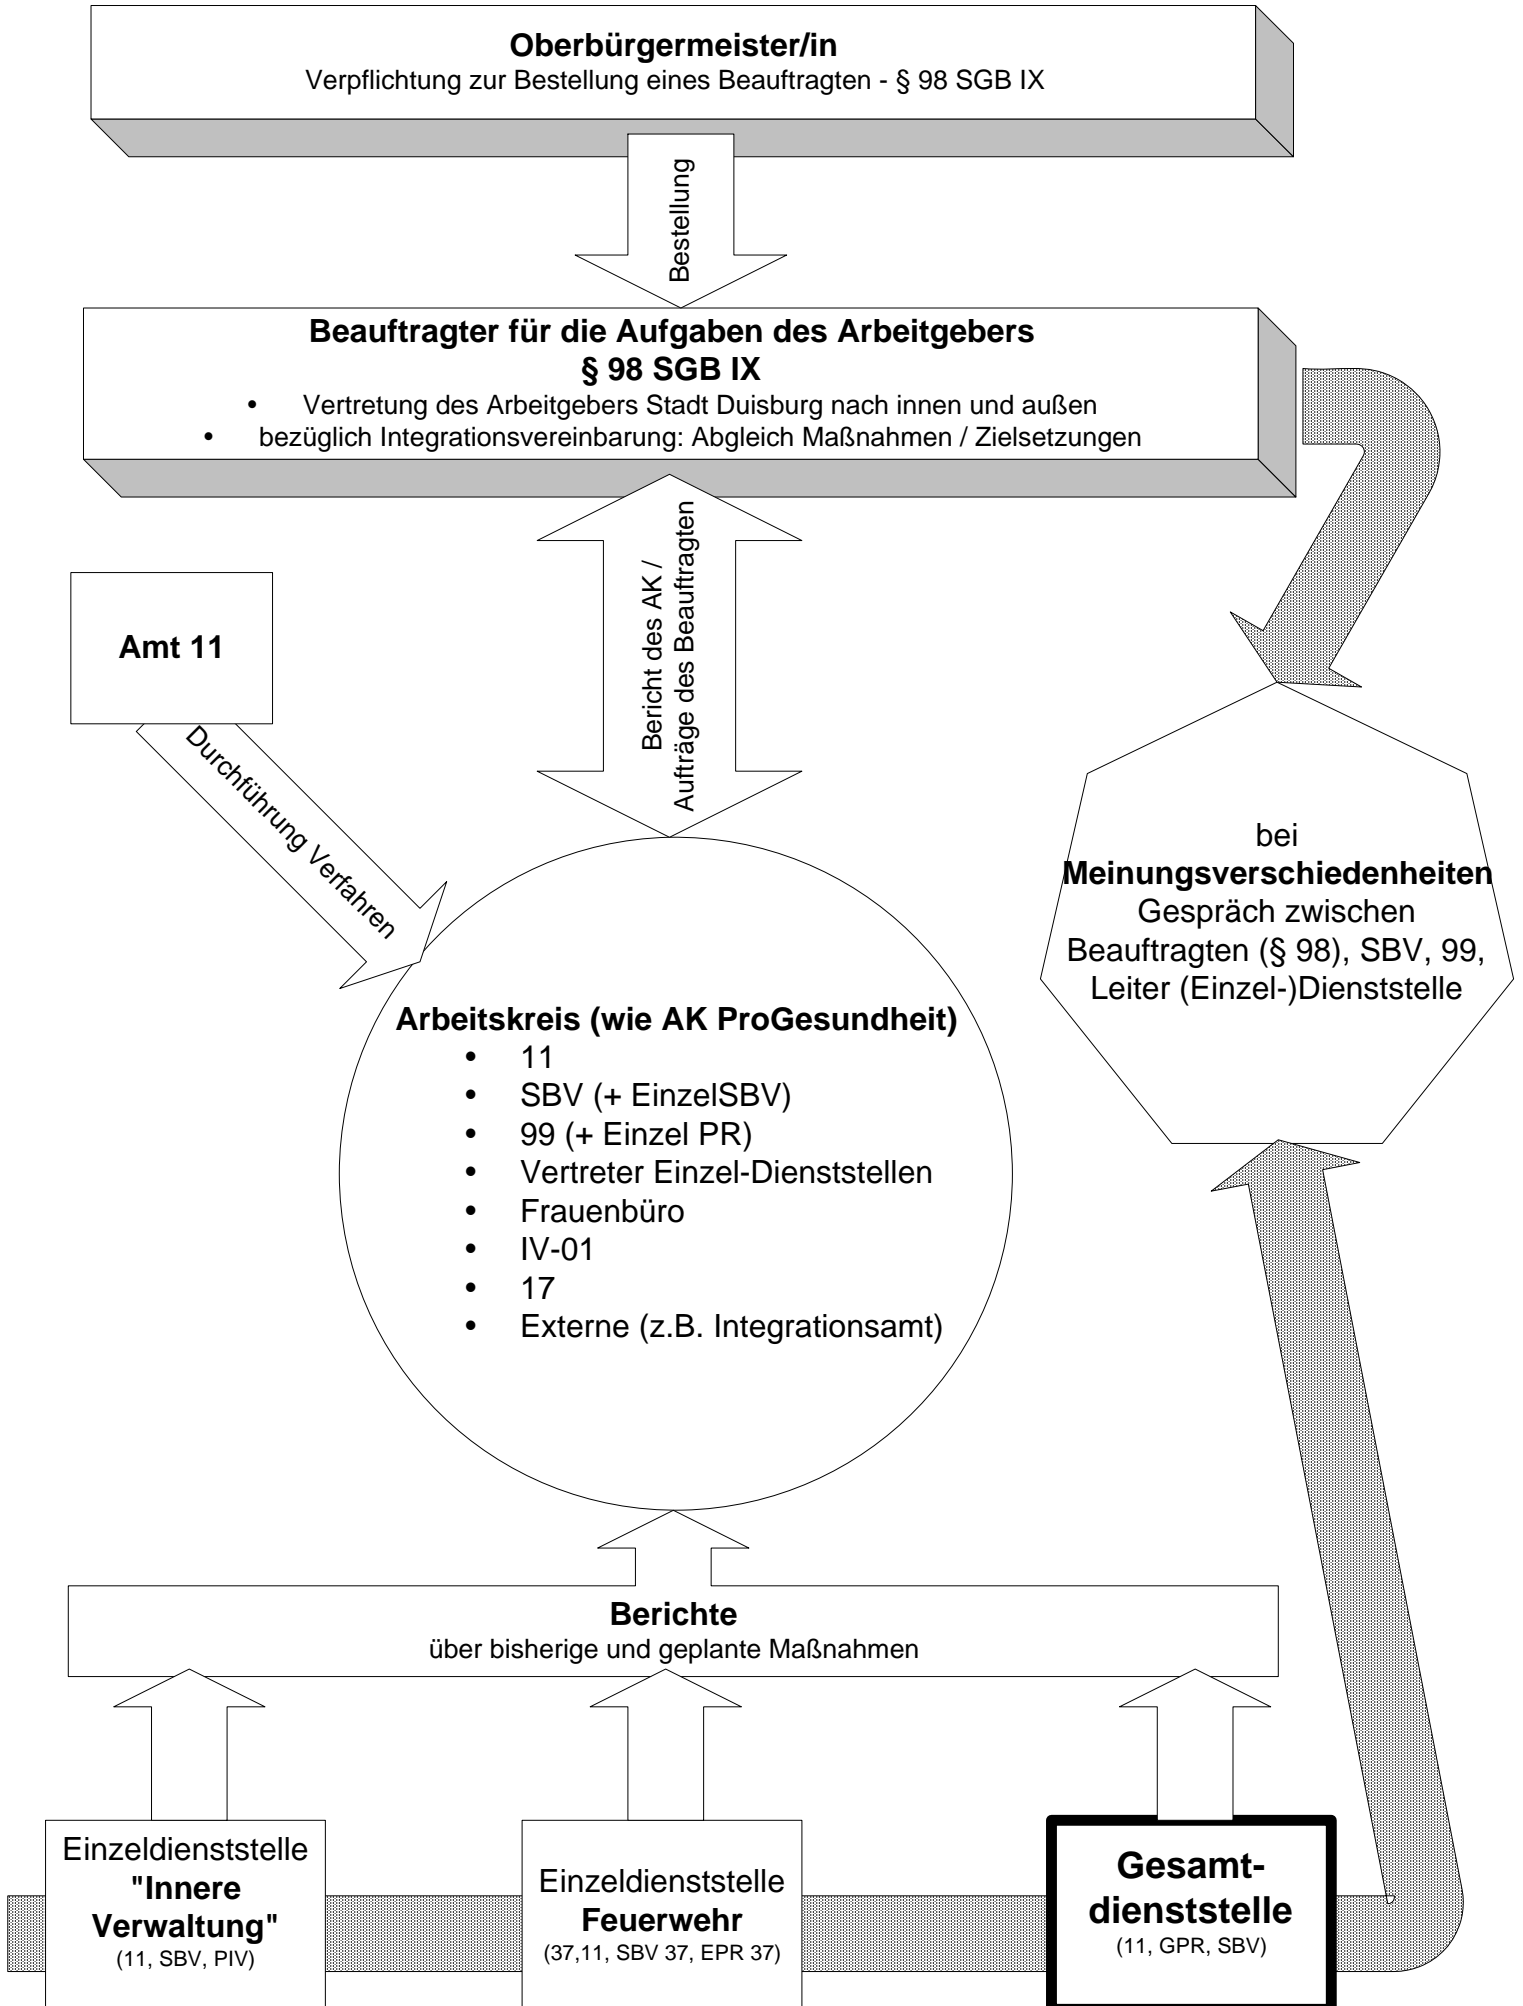 Oberbürgermeister/in
Verpflichtung zur Bestellung eines Beauftragten - § 98 SGB IX
Bestellung
Beauftragter für die Aufgaben des Arbeitgebers
§ 98 SGB IX
• Vertretung des Arbeitgebers Stadt Duisburg nach innen und außen
• bezüglich Integrationsvereinbarung: Abgleich Maßnahmen / Zielsetzungen
Bericht des AK /
Aufträge des Beauftragten
Amt 11
Durchführung Verfahren
bei
Meinungsverschiedenheiten
Gespräch zwischen
Beauftragten (§ 98), SBV, 99,
Leiter (Einzel-)Dienststelle
Arbeitskreis (wie AK ProGesundheit)
• 11
• SBV (+ EinzelSBV)
• 99 (+ Einzel PR)
• Vertreter Einzel-Dienststellen
• Frauenbüro
• IV-01
• 17
• Externe (z.B. Integrationsamt)
Berichte
über bisherige und geplante Maßnahmen
Einzeldienststelle
"Innere
Verwaltung"
(11, SBV, PIV)
Einzeldienststelle
Feuerwehr
(37,11, SBV 37, EPR 37)
Gesamt-
dienststelle
(11, GPR, SBV)